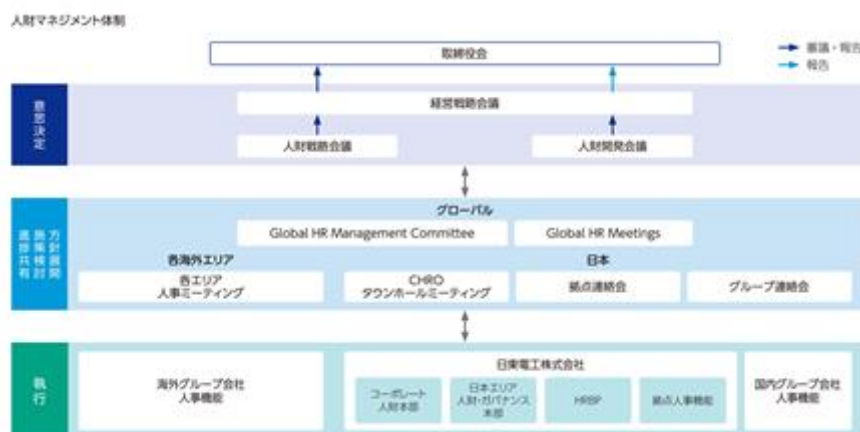 人財マネジメント体制
取締役会
審議・報告
報告
意思決定
経営戦略会議
人財戦略会議
人財開発会議
方針展開
施策検討
進捗共有
グローバル
Global HR Management Committee
Global HR Meetings
各海外エリア
日本
各エリア
人事ミーティング
CHRO
タウンホールミーティング
拠点連絡会
グループ連絡会
執行
海外グループ会社
人事機能
日東電工株式会社
コーポレート
人財本部
日本エリア
人財・ガバナンス
本部
HRBP
拠点人事機能
国内グループ会社
人事機能